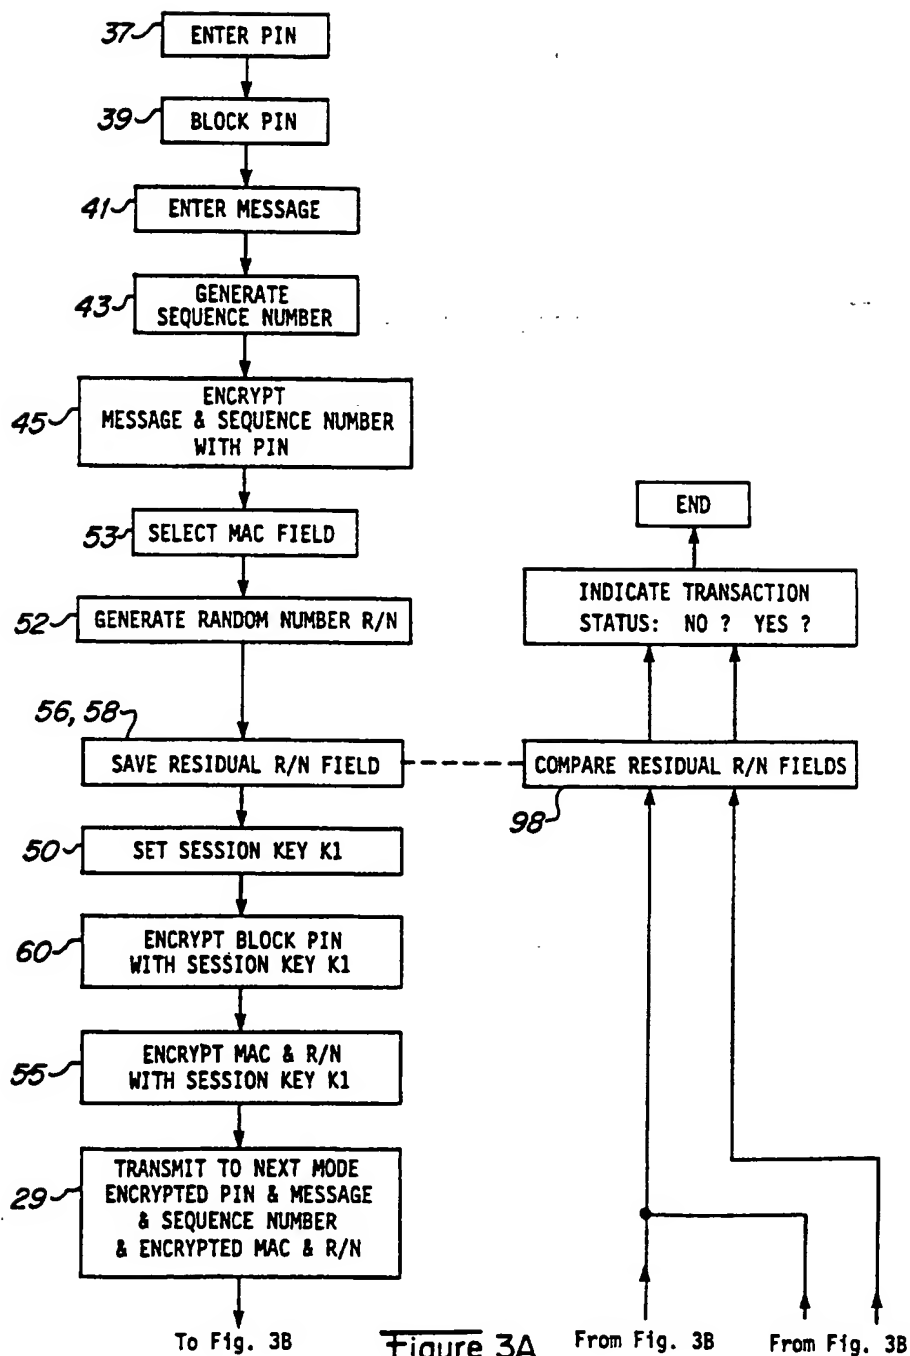 37
ENTER PIN
39
BLOCK PIN
41
ENTER MESSAGE
43
GENERATE
SEQUENCE NUMBER
45
ENCRYPT
MESSAGE & SEQUENCE NUMBER
WITH PIN
53
SELECT MAC FIELD
52
GENERATE RANDOM NUMBER R/N
56, 58
SAVE RESIDUAL R/N FIELD
50
SET SESSION KEY K1
60
ENCRYPT BLOCK PIN
WITH SESSION KEY K1
55
ENCRYPT MAC & R/N
WITH SESSION KEY K1
29
TRANSMIT TO NEXT MODE
ENCRYPTED PIN & MESSAGE
& SEQUENCE NUMBER
& ENCRYPTED MAC & R/N
To Fig. 3B
END
INDICATE TRANSACTION
STATUS: NO ? YES ?
COMPARE RESIDUAL R/N FIELDS
98
From Fig. 3B
From Fig. 3B
Figure 3A